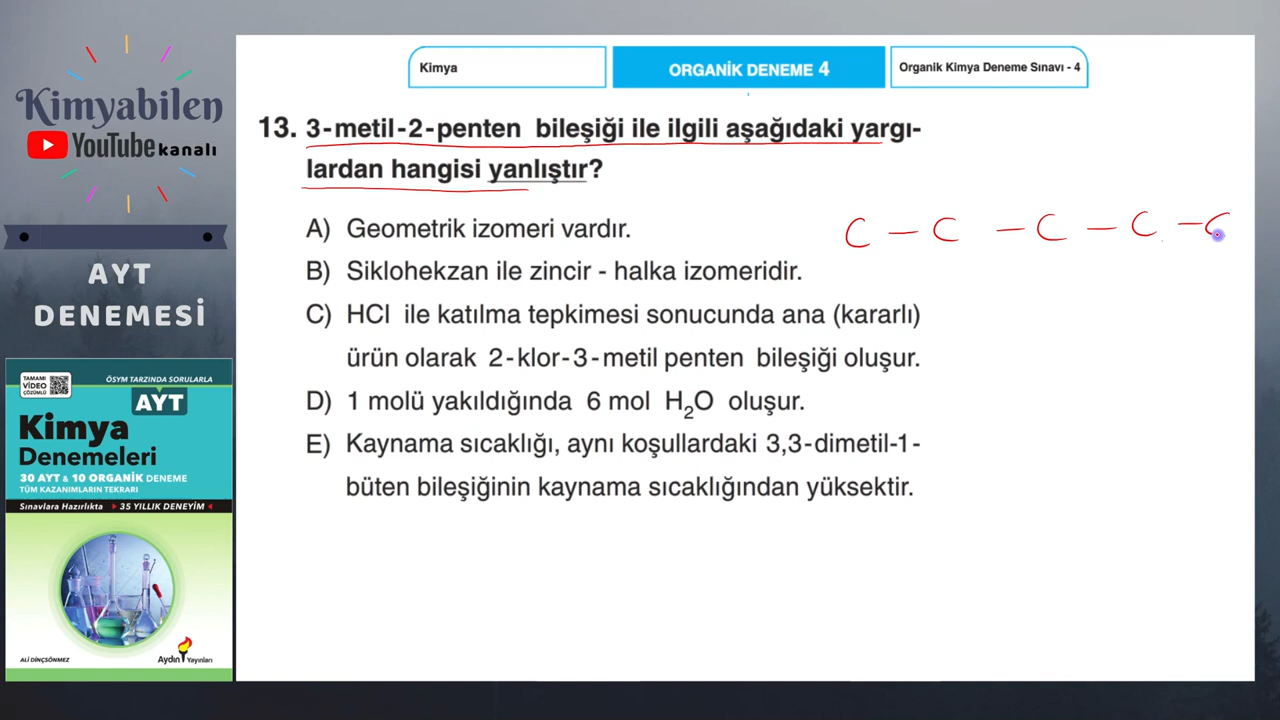 Kimyabilen
YouTube kanalı
AYT
DENEMESİ
TAMAMI
VİDEO
ÇÖZÜMLÜ
ÖSYM TARZINDA SORULARLA
AYT
Kimya
Denemeleri
30 AYT & 10 ORGANİK DENEME
TÜM KAZANIMLARIN TEKRARI
Sınavlara Hazırlıkta ▸ 35 YILLIK DENEYİM ◂
ALİ DİNÇSÖNMEZ
Aydın Yayınları
Kimya
ORGANİK DENEME 4
Organik Kimya Deneme Sınavı - 4
13. 3-metil-2-penten bileşiği ile ilgili aşağıdaki yargı-
lardan hangisi yanlıştır?
A) Geometrik izomeri vardır.
B) Siklohekzan ile zincir - halka izomeridir.
C) HCl ile katılma tepkimesi sonucunda ana (kararlı)
ürün olarak 2-klor-3-metil penten bileşiği oluşur.
D) 1 molü yakıldığında 6 mol H₂O oluşur.
E) Kaynama sıcaklığı, aynı koşullardaki 3,3-dimetil-1-
büten bileşiğinin kaynama sıcaklığından yüksektir.
C – C – C – C – C